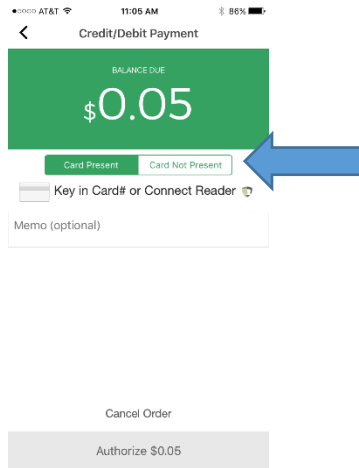 AT&T 11:05 AM 86%
Credit/Debit Payment
BALANCE DUE
$0.05
Card Present Card Not Present
Key in Card# or Connect Reader
Memo (optional)
Cancel Order
Authorize $0.05